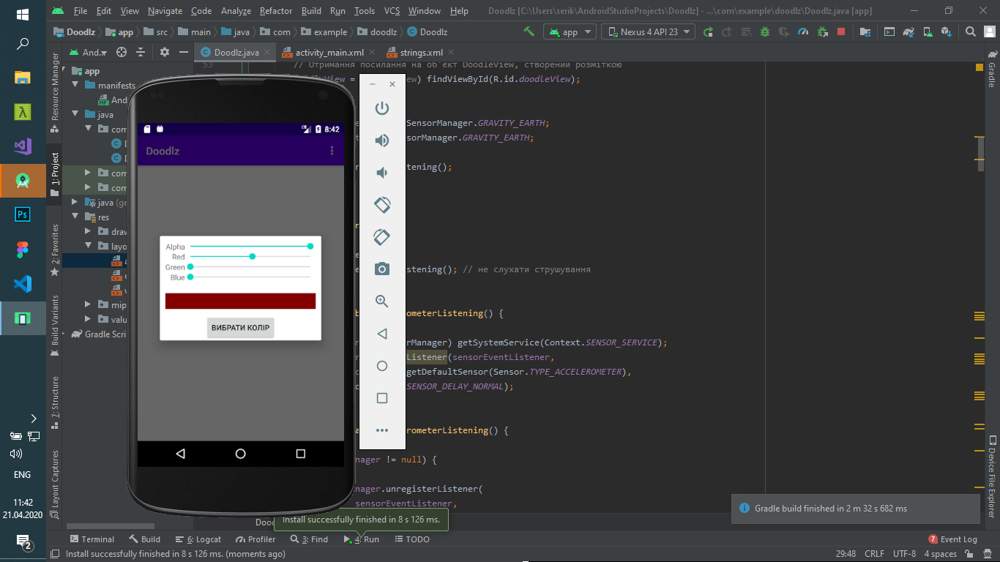 File Edit View Navigate Code Analyze Refactor Build Run Tools VCS Window Help Doodlz [C:\Users\serik\AndroidStudioProjects\Doodlz] - ...\com\example\doodlz\Doodlz.java [app]
Doodlz app src main java com example doodlz Doodlz app Nexus 4 API 23
And.. Doodlz.java activity_main.xml strings.xml
Resource Manager
1: Project
2: Favorites
Build Variants
7: Structure
Layout Captures
app
manifests
And
java
com
com
com
java (ge
res
drav
layo
mip
valu
Gradle Scri
53
// Отримання посилання на об'єкт DoodleView, створений розміткою
View = ew) findViewById(R.id.doodleView);
SensorManager.GRAVITY_EARTH;
sorManager.GRAVITY_EARTH;
tening();
stening(); // не слухати струшування
ometerListening() {
rManager) getSystemService(Context.SENSOR_SERVICE);
Listener(sensorEventListener,
getDefaultSensor(Sensor.TYPE_ACCELEROMETER),
SENSOR_DELAY_NORMAL);
rometerListening() {
nager != null) {
nager.unregisterListener(
sensorEventListener,
8:42
Doodlz
Alpha
Red
Green
Blue
ВИБРАТИ КОЛІР
Gradle
Device File Explorer
Gradle build finished in 2 m 32 s 682 ms
Dood
Install successfully finished in 8 s 126 ms.
Terminal Build 6: Logcat Profiler 3: Find 4: Run TODO 7 Event Log
Install successfully finished in 8 s 126 ms. (moments ago) 29:48 CRLF UTF-8 4 spaces
Ps
ENG
11:42
21.04.2020
2